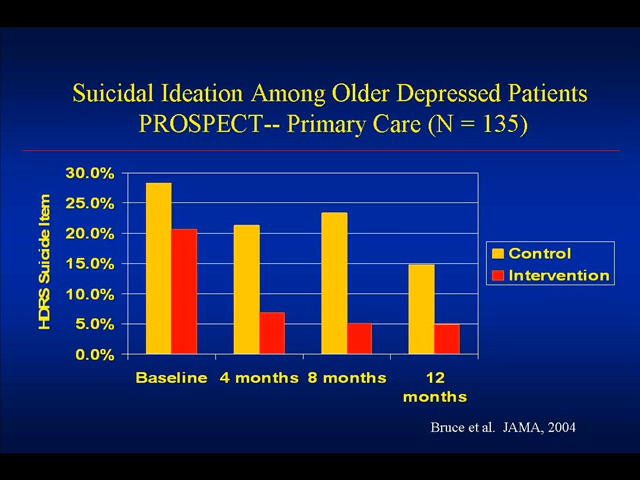 Suicidal Ideation Among Older Depressed Patients
PROSPECT-- Primary Care (N = 135)
HDRS Suicide Item
30.0%
25.0%
20.0%
15.0%
10.0%
5.0%
0.0%
Baseline
4 months
8 months
12
months
Control
Intervention
Bruce et al. JAMA, 2004